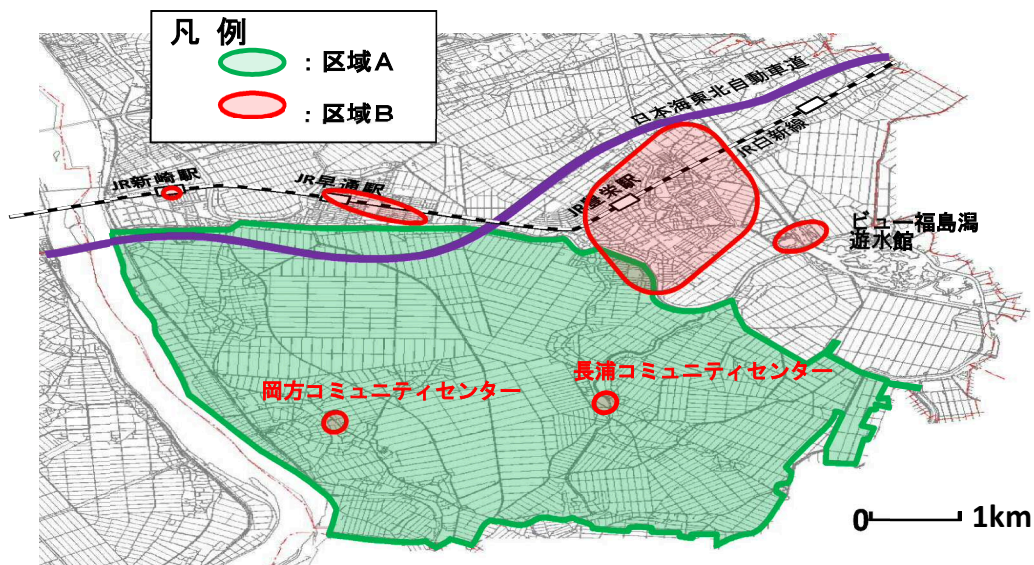 凡 例
：区域A
：区域B
日本海東北自動車道
JR白新線
JR新崎駅
JR早通駅
JR豊栄駅
ビュー福島潟
遊水館
岡方コミュニティセンター
長浦コミュニティセンター
0 1km